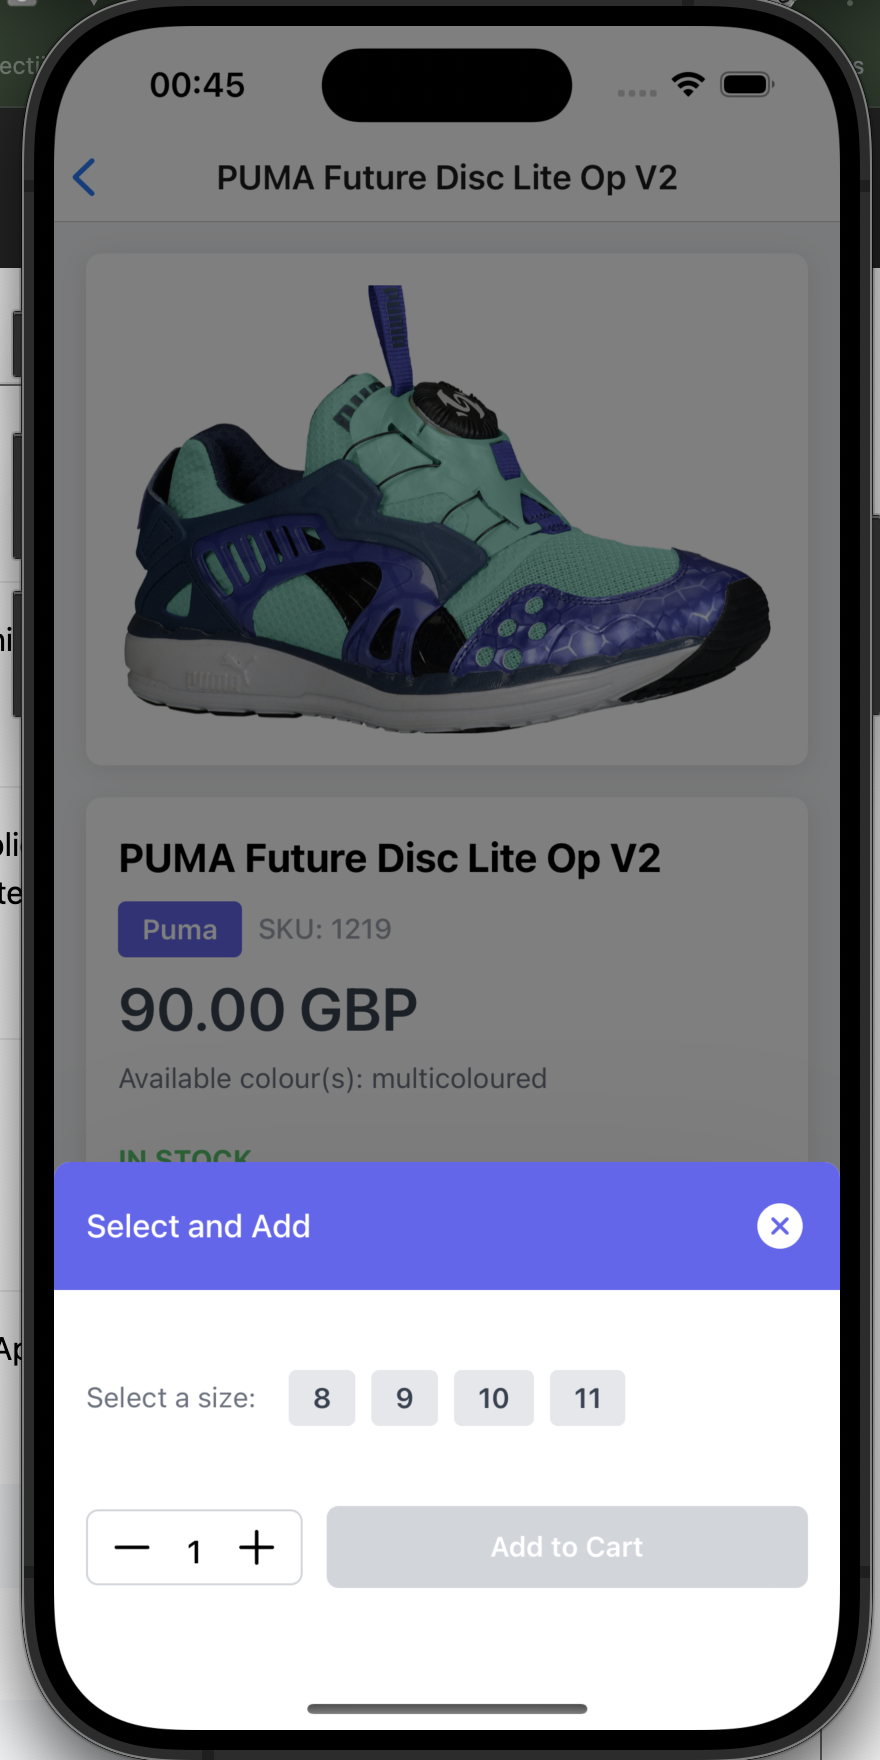 00:45
PUMA Future Disc Lite Op V2
PUMA Future Disc Lite Op V2
Puma SKU: 1219
90.00 GBP
Available colour(s): multicoloured
IN STOCK
Select and Add
Select a size: 8 9 10 11
1 Add to Cart